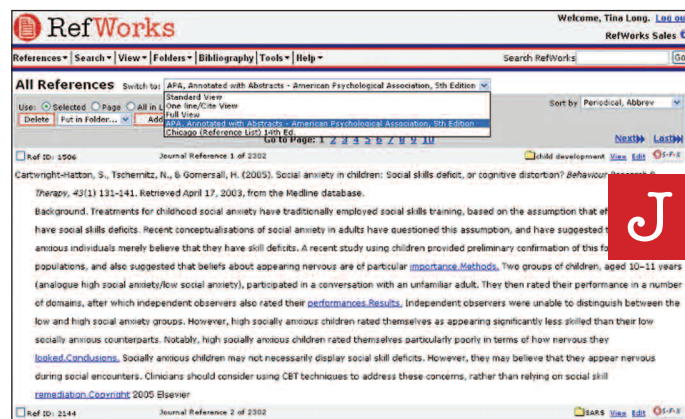 RefWorks
Welcome, Tina Long. Log ou
RefWorks Sales
References Search View Folders Bibliography Tools Help Search RefWorks Go
All References Switch to: APA, Annotated with Abstracts - American Psychological Association, 5th Edition
Standard View
One line/Cite View
Full View
APA, Annotated with Abstracts - American Psychological Association, 5th Edition
Chicago (Reference List) 14th Ed.
Use: Selected Page All in L Sort by Periodical, Abbrev
Delete Put in Folder... Add
Go to Page: 1 2 3 4 5 6 7 8 9 10 Next Last
Ref ID: 1506 Journal Reference 1 of 2302 child development View Edit S-F-X
Cartwright-Hatton, S., Tschernitz, N., & Gomersall, H. (2005). Social anxiety in children: Social skills deficit, or cognitive distortion? Behaviour Research &
Therapy, 43(1) 131-141. Retrieved April 17, 2003, from the Medline database.
Background. Treatments for childhood social anxiety have traditionally employed social skills training, based on the assumption that ef
have social skills deficits. Recent conceptualisations of social anxiety in adults have questioned this assumption, and have suggested
anxious individuals merely believe that they have skill deficits. A recent study using children provided preliminary confirmation of this fo
populations, and also suggested that beliefs about appearing nervous are of particular importance.Methods. Two groups of children, aged 10–11 years
(analogue high social anxiety/low social anxiety), participated in a conversation with an unfamiliar adult. They then rated their performance in a number
of domains, after which independent observers also rated their performances.Results. Independent observers were unable to distinguish between the
low and high social anxiety groups. However, high socially anxious children rated themselves as appearing significantly less skilled than their low
socially anxious counterparts. Notably, high socially anxious children rated themselves particularly poorly in terms of how nervous they
looked.Conclusions. Socially anxious children may not necessarily display social skill deficits. However, they may believe that they appear nervous
during social encounters. Clinicians should consider using CBT techniques to address these concerns, rather than relying on social skill
remediation.Copyright 2005 Elsevier
Ref ID: 2144 Journal Reference 2 of 2302 SARS View Edit S-F-X
J